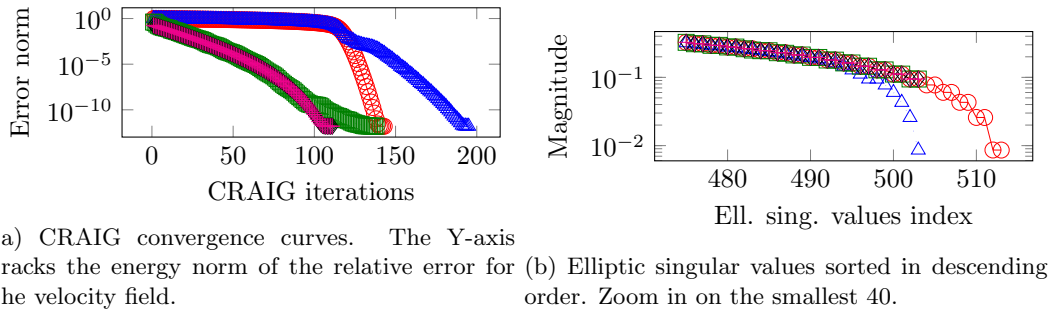 10^0
10^-5
10^-10
Error norm
0 50 100 150 200
CRAIG iterations
a) CRAIG convergence curves. The Y-axis
racks the energy norm of the relative error for
he velocity field.
10^-1
10^-2
Magnitude
480 490 500 510
Ell. sing. values index
(b) Elliptic singular values sorted in descending
order. Zoom in on the smallest 40.